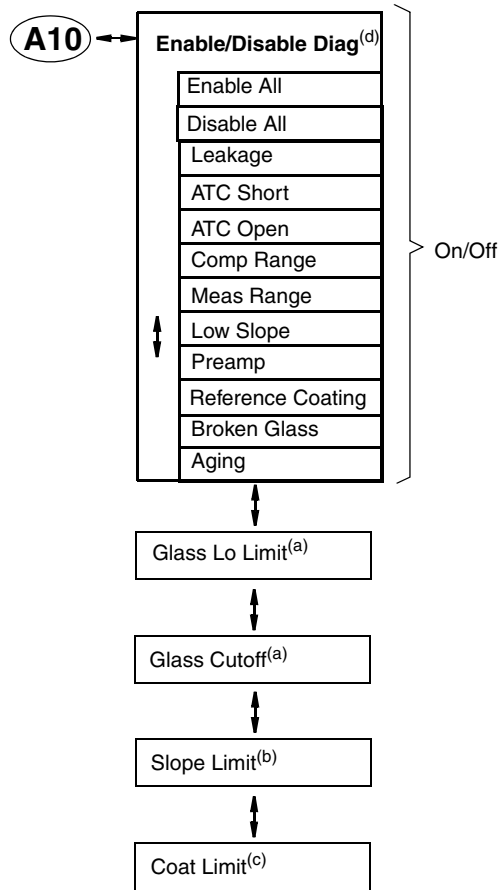 A10
Enable/Disable Diag(d)
Enable All
Disable All
Leakage
ATC Short
ATC Open
Comp Range
Meas Range
Low Slope
Preamp
Reference Coating
Broken Glass
Aging
On/Off
Glass Lo Limit(a)
Glass Cutoff(a)
Slope Limit(b)
Coat Limit(c)